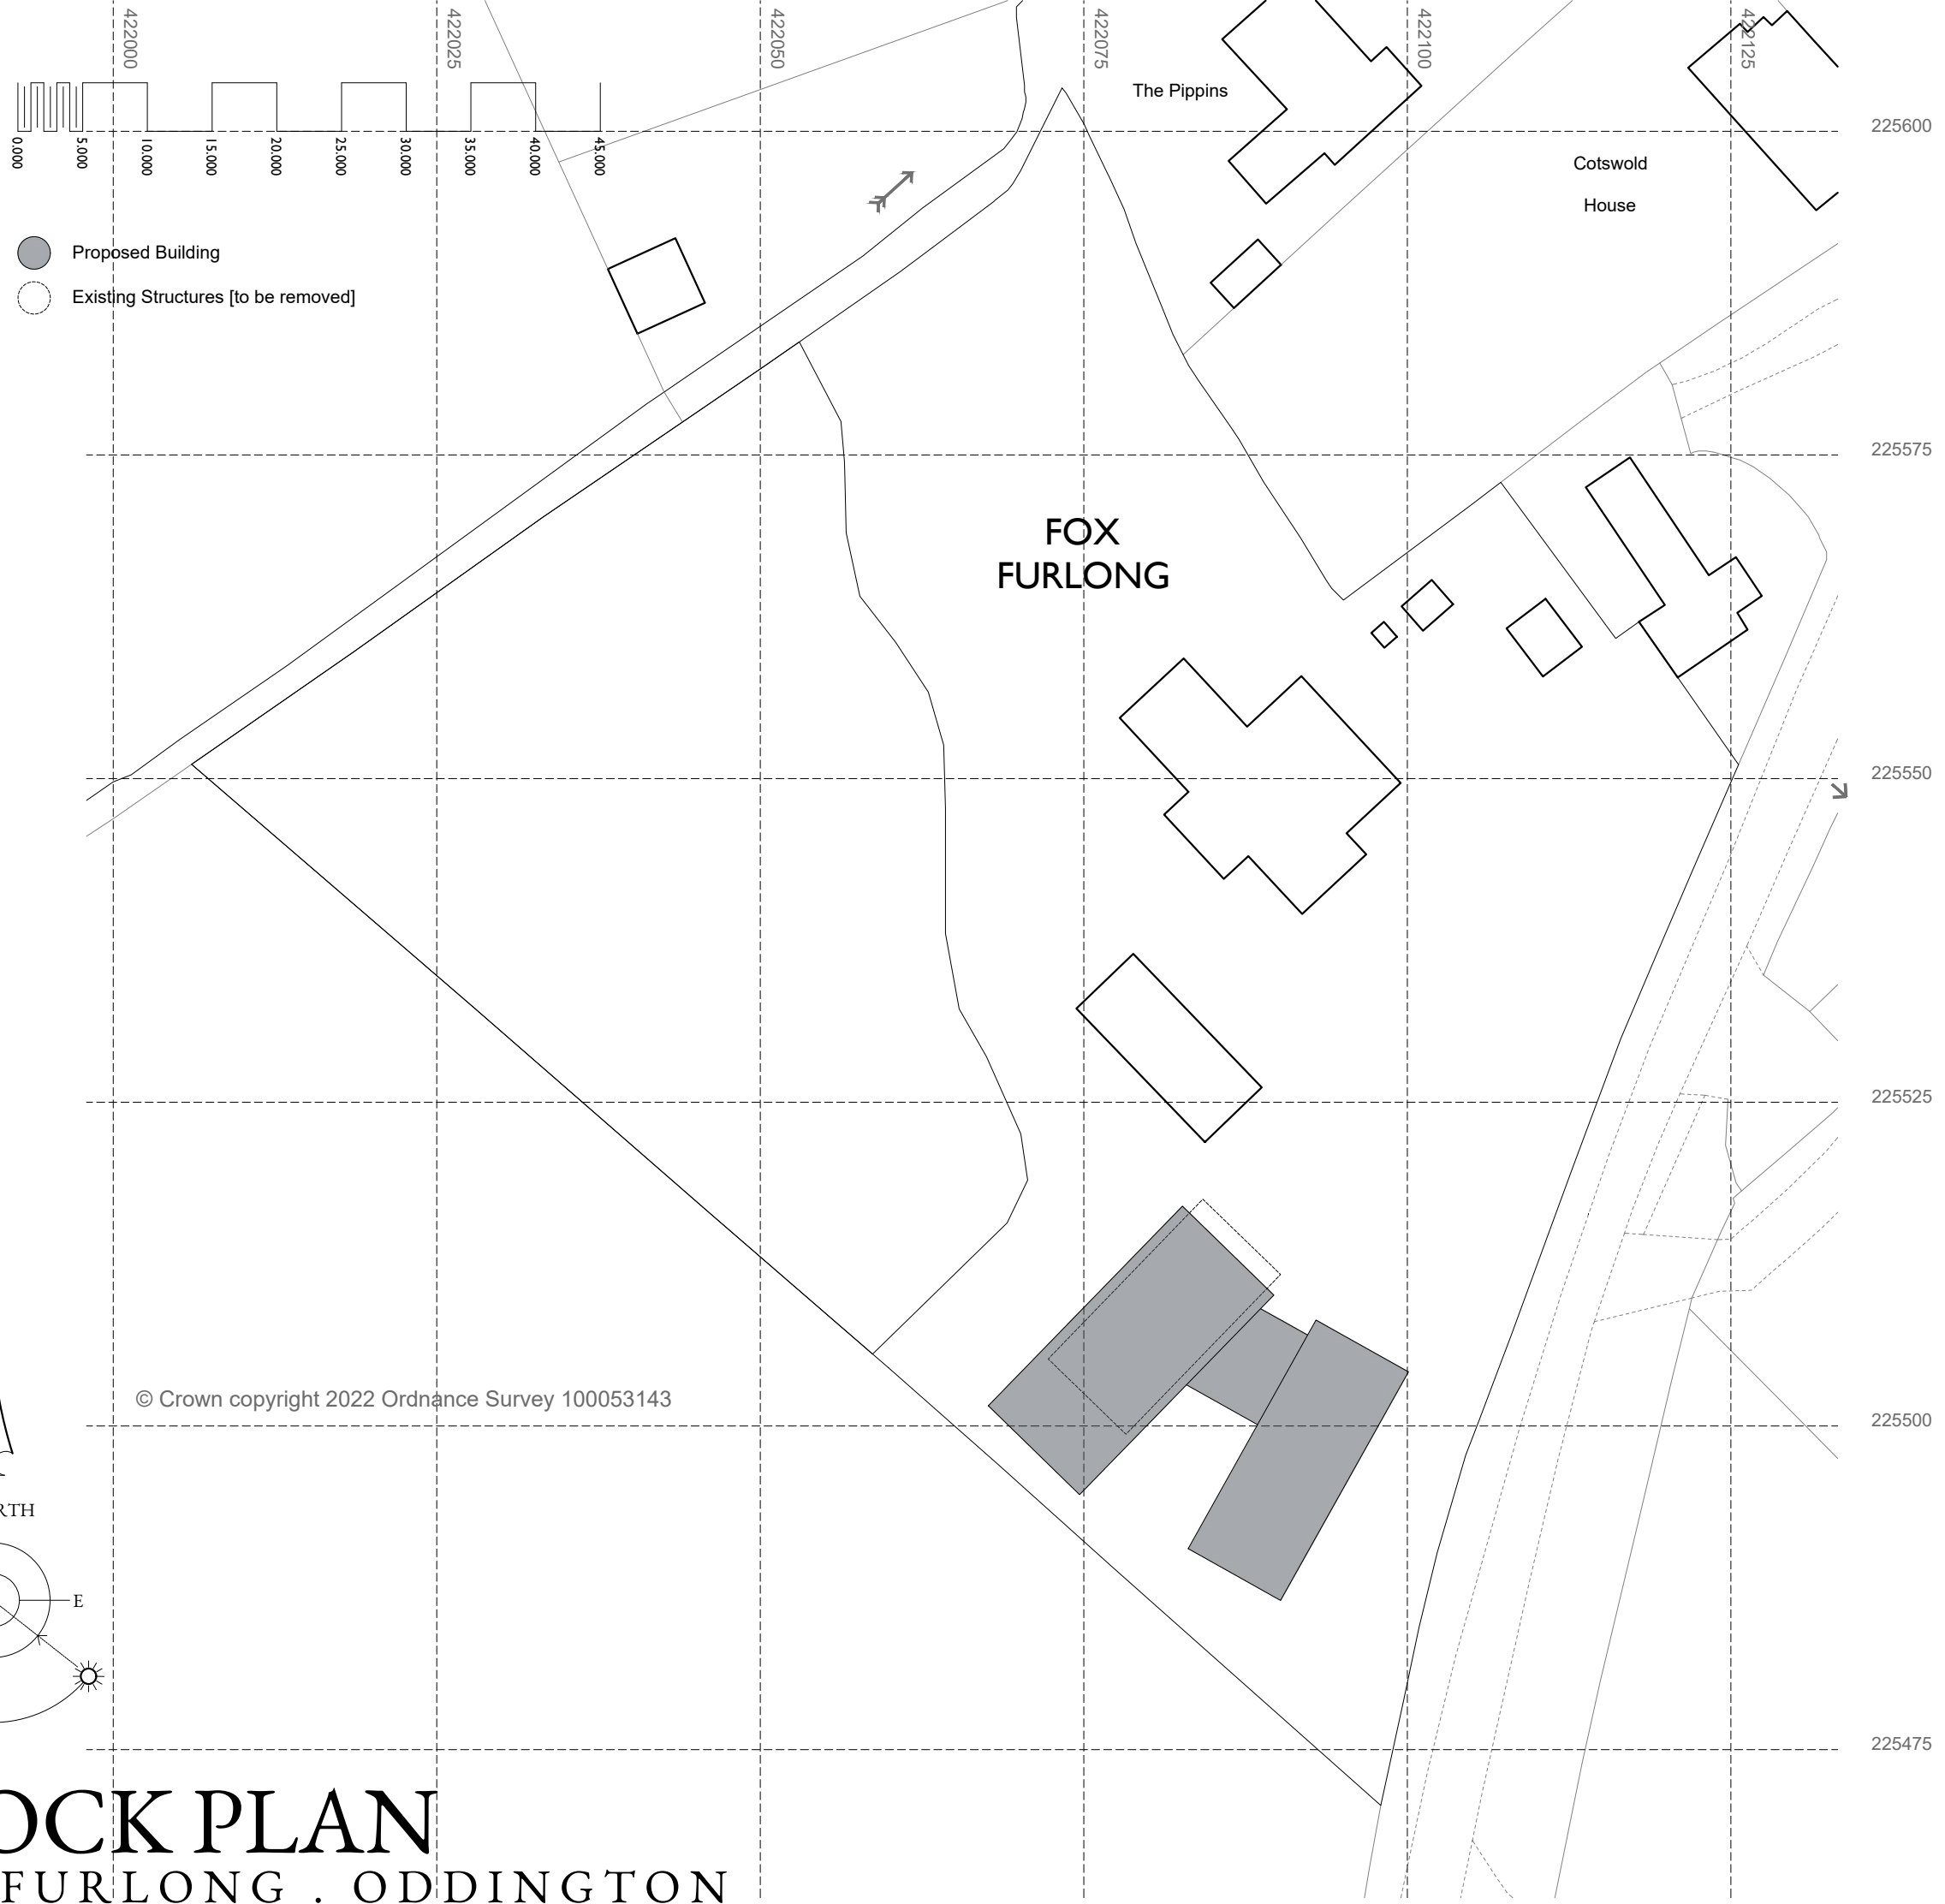 422000
422025
422050
422075
422100
422125
The Pippins
225600
0.000
5.000
10.000
15.000
20.000
25.000
30.000
35.000
40.000
45.000
Cotswold
House
Proposed Building
Existing Structures [to be removed]
225575
FOX
FURLONG
225550
225525
© Crown copyright 2022 Ordnance Survey 100053143
225500
RTH
E
225475
OCK PLAN
FURLONG . ODDINGTON